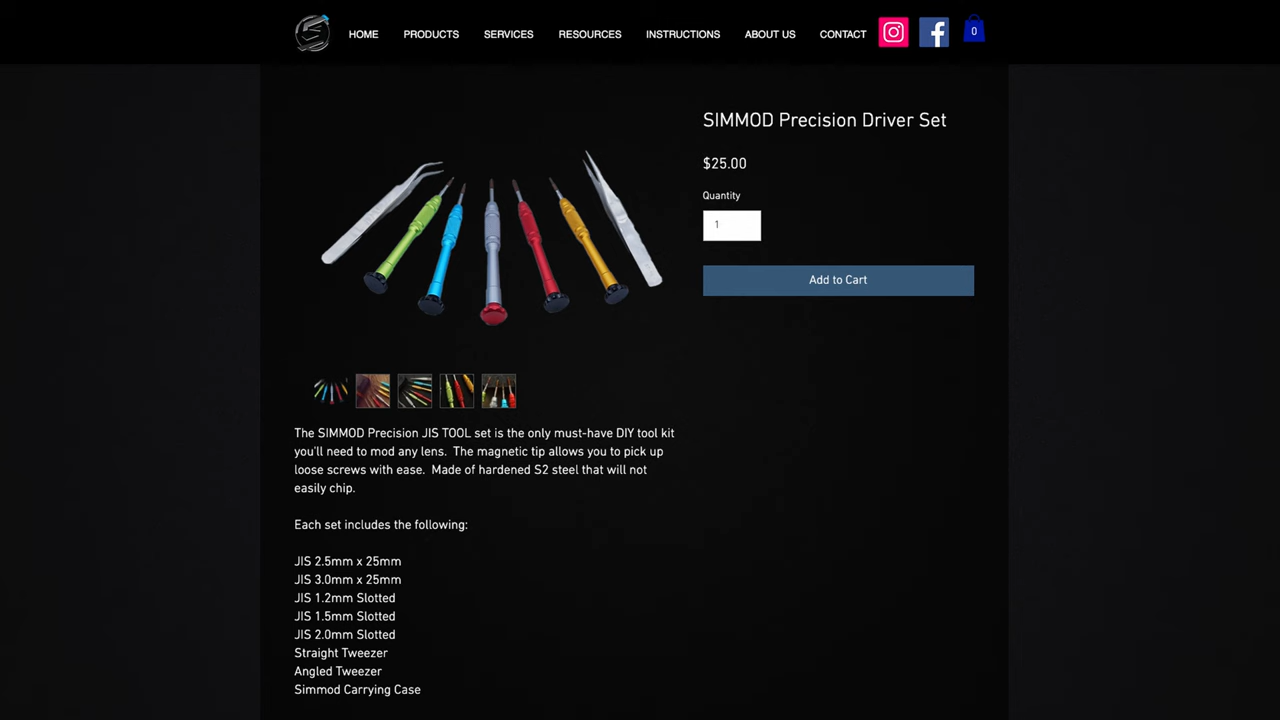 HOME PRODUCTS SERVICES RESOURCES INSTRUCTIONS ABOUT US CONTACT 0
SIMMOD Precision Driver Set
$25.00
Quantity
1
Add to Cart
The SIMMOD Precision JIS TOOL set is the only must-have DIY tool kit
you'll need to mod any lens. The magnetic tip allows you to pick up
loose screws with ease. Made of hardened S2 steel that will not
easily chip.
Each set includes the following:
JIS 2.5mm x 25mm
JIS 3.0mm x 25mm
JIS 1.2mm Slotted
JIS 1.5mm Slotted
JIS 2.0mm Slotted
Straight Tweezer
Angled Tweezer
Simmod Carrying Case